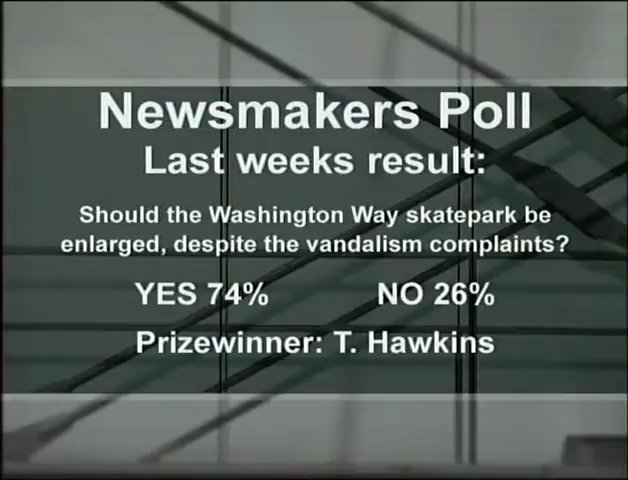 Newsmakers Poll
Last weeks result:
Should the Washington Way skatepark be
enlarged, despite the vandalism complaints?
YES 74% NO 26%
Prizewinner: T. Hawkins